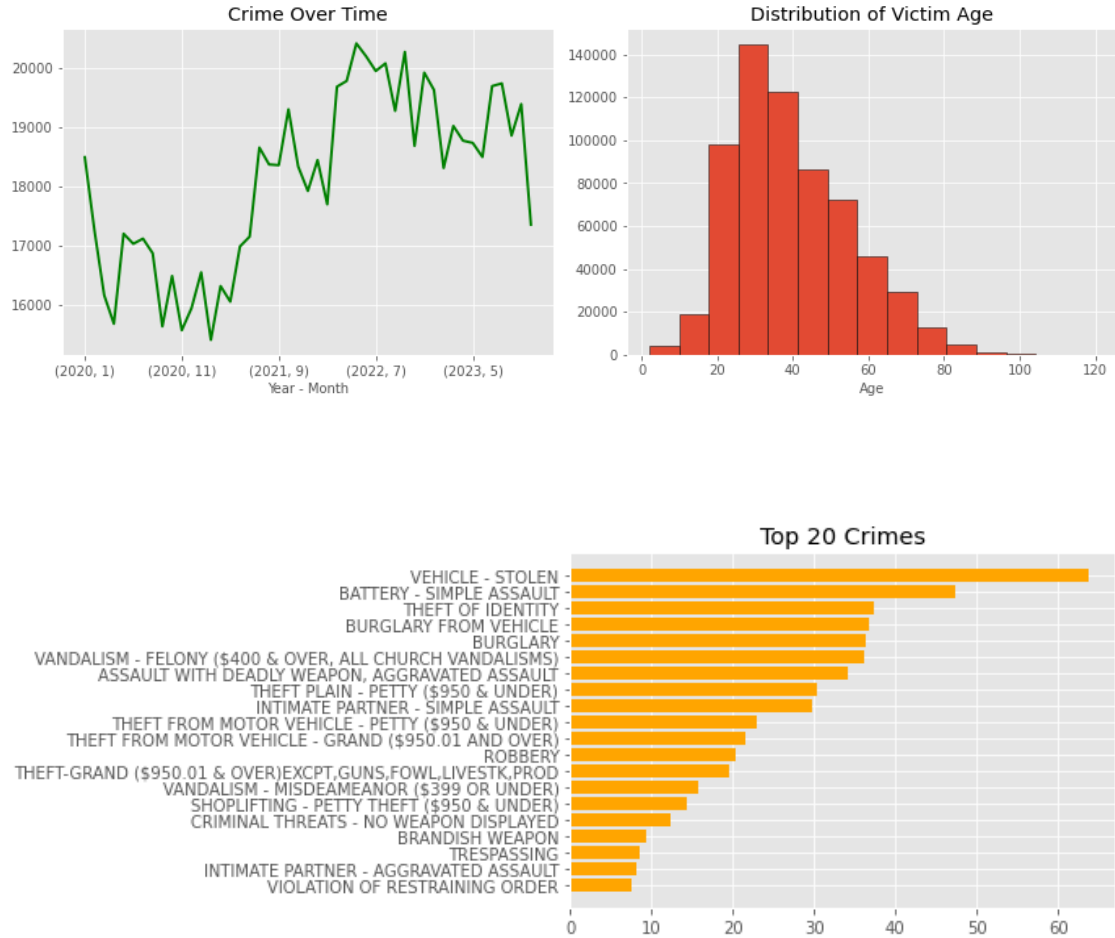 Crime Over Time
20000
19000
18000
17000
16000
(2020, 1) (2020, 11) (2021, 9) (2022, 7) (2023, 5)
Year - Month
Distribution of Victim Age
140000
120000
100000
80000
60000
40000
20000
0
0 20 40 60 80 100 120
Age
Top 20 Crimes
VEHICLE - STOLEN
BATTERY - SIMPLE ASSAULT
THEFT OF IDENTITY
BURGLARY FROM VEHICLE
BURGLARY
VANDALISM - FELONY ($400 & OVER, ALL CHURCH VANDALISMS)
ASSAULT WITH DEADLY WEAPON, AGGRAVATED ASSAULT
THEFT PLAIN - PETTY ($950 & UNDER)
INTIMATE PARTNER - SIMPLE ASSAULT
THEFT FROM MOTOR VEHICLE - PETTY ($950 & UNDER)
THEFT FROM MOTOR VEHICLE - GRAND ($950.01 AND OVER)
ROBBERY
THEFT-GRAND ($950.01 & OVER)EXCPT,GUNS,FOWL,LIVESTK,PROD
VANDALISM - MISDEAMEANOR ($399 OR UNDER)
SHOPLIFTING - PETTY THEFT ($950 & UNDER)
CRIMINAL THREATS - NO WEAPON DISPLAYED
BRANDISH WEAPON
TRESPASSING
INTIMATE PARTNER - AGGRAVATED ASSAULT
VIOLATION OF RESTRAINING ORDER
0 10 20 30 40 50 60